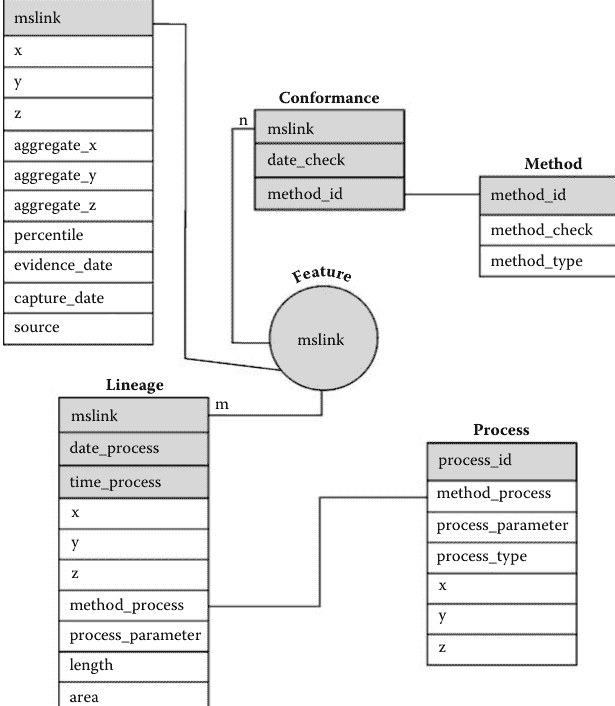 mslink
x
y
z
aggregate_x
aggregate_y
aggregate_z
percentile
evidence_date
capture_date
source
n
Conformance
mslink
date_check
method_id
Method
method_id
method_check
method_type
Feature
mslink
Lineage
m
mslink
date_process
time_process
x
y
z
method_process
process_parameter
length
area
Process
process_id
method_process
process_parameter
process_type
x
y
z